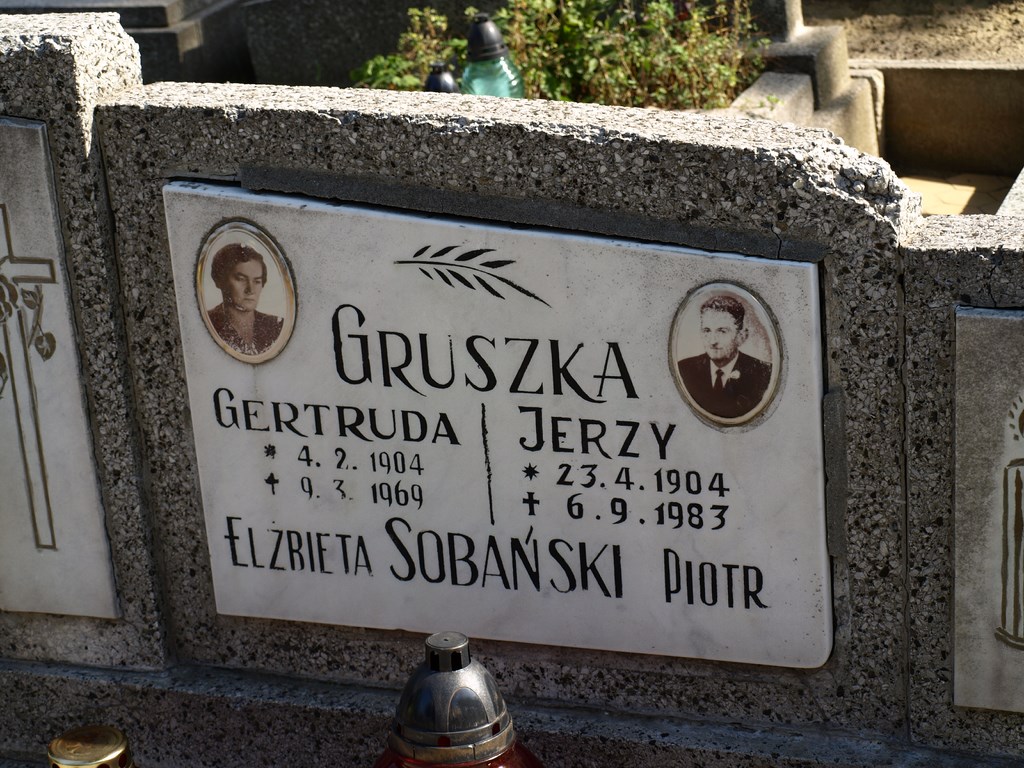 GRUSZKA
GERTRUDA
* 4. 2. 1904
✝ 9. 3. 1969
JERZY
* 23. 4. 1904
✝ 6. 9. 1983
ELŻBIETA SOBAŃSKI PIOTR